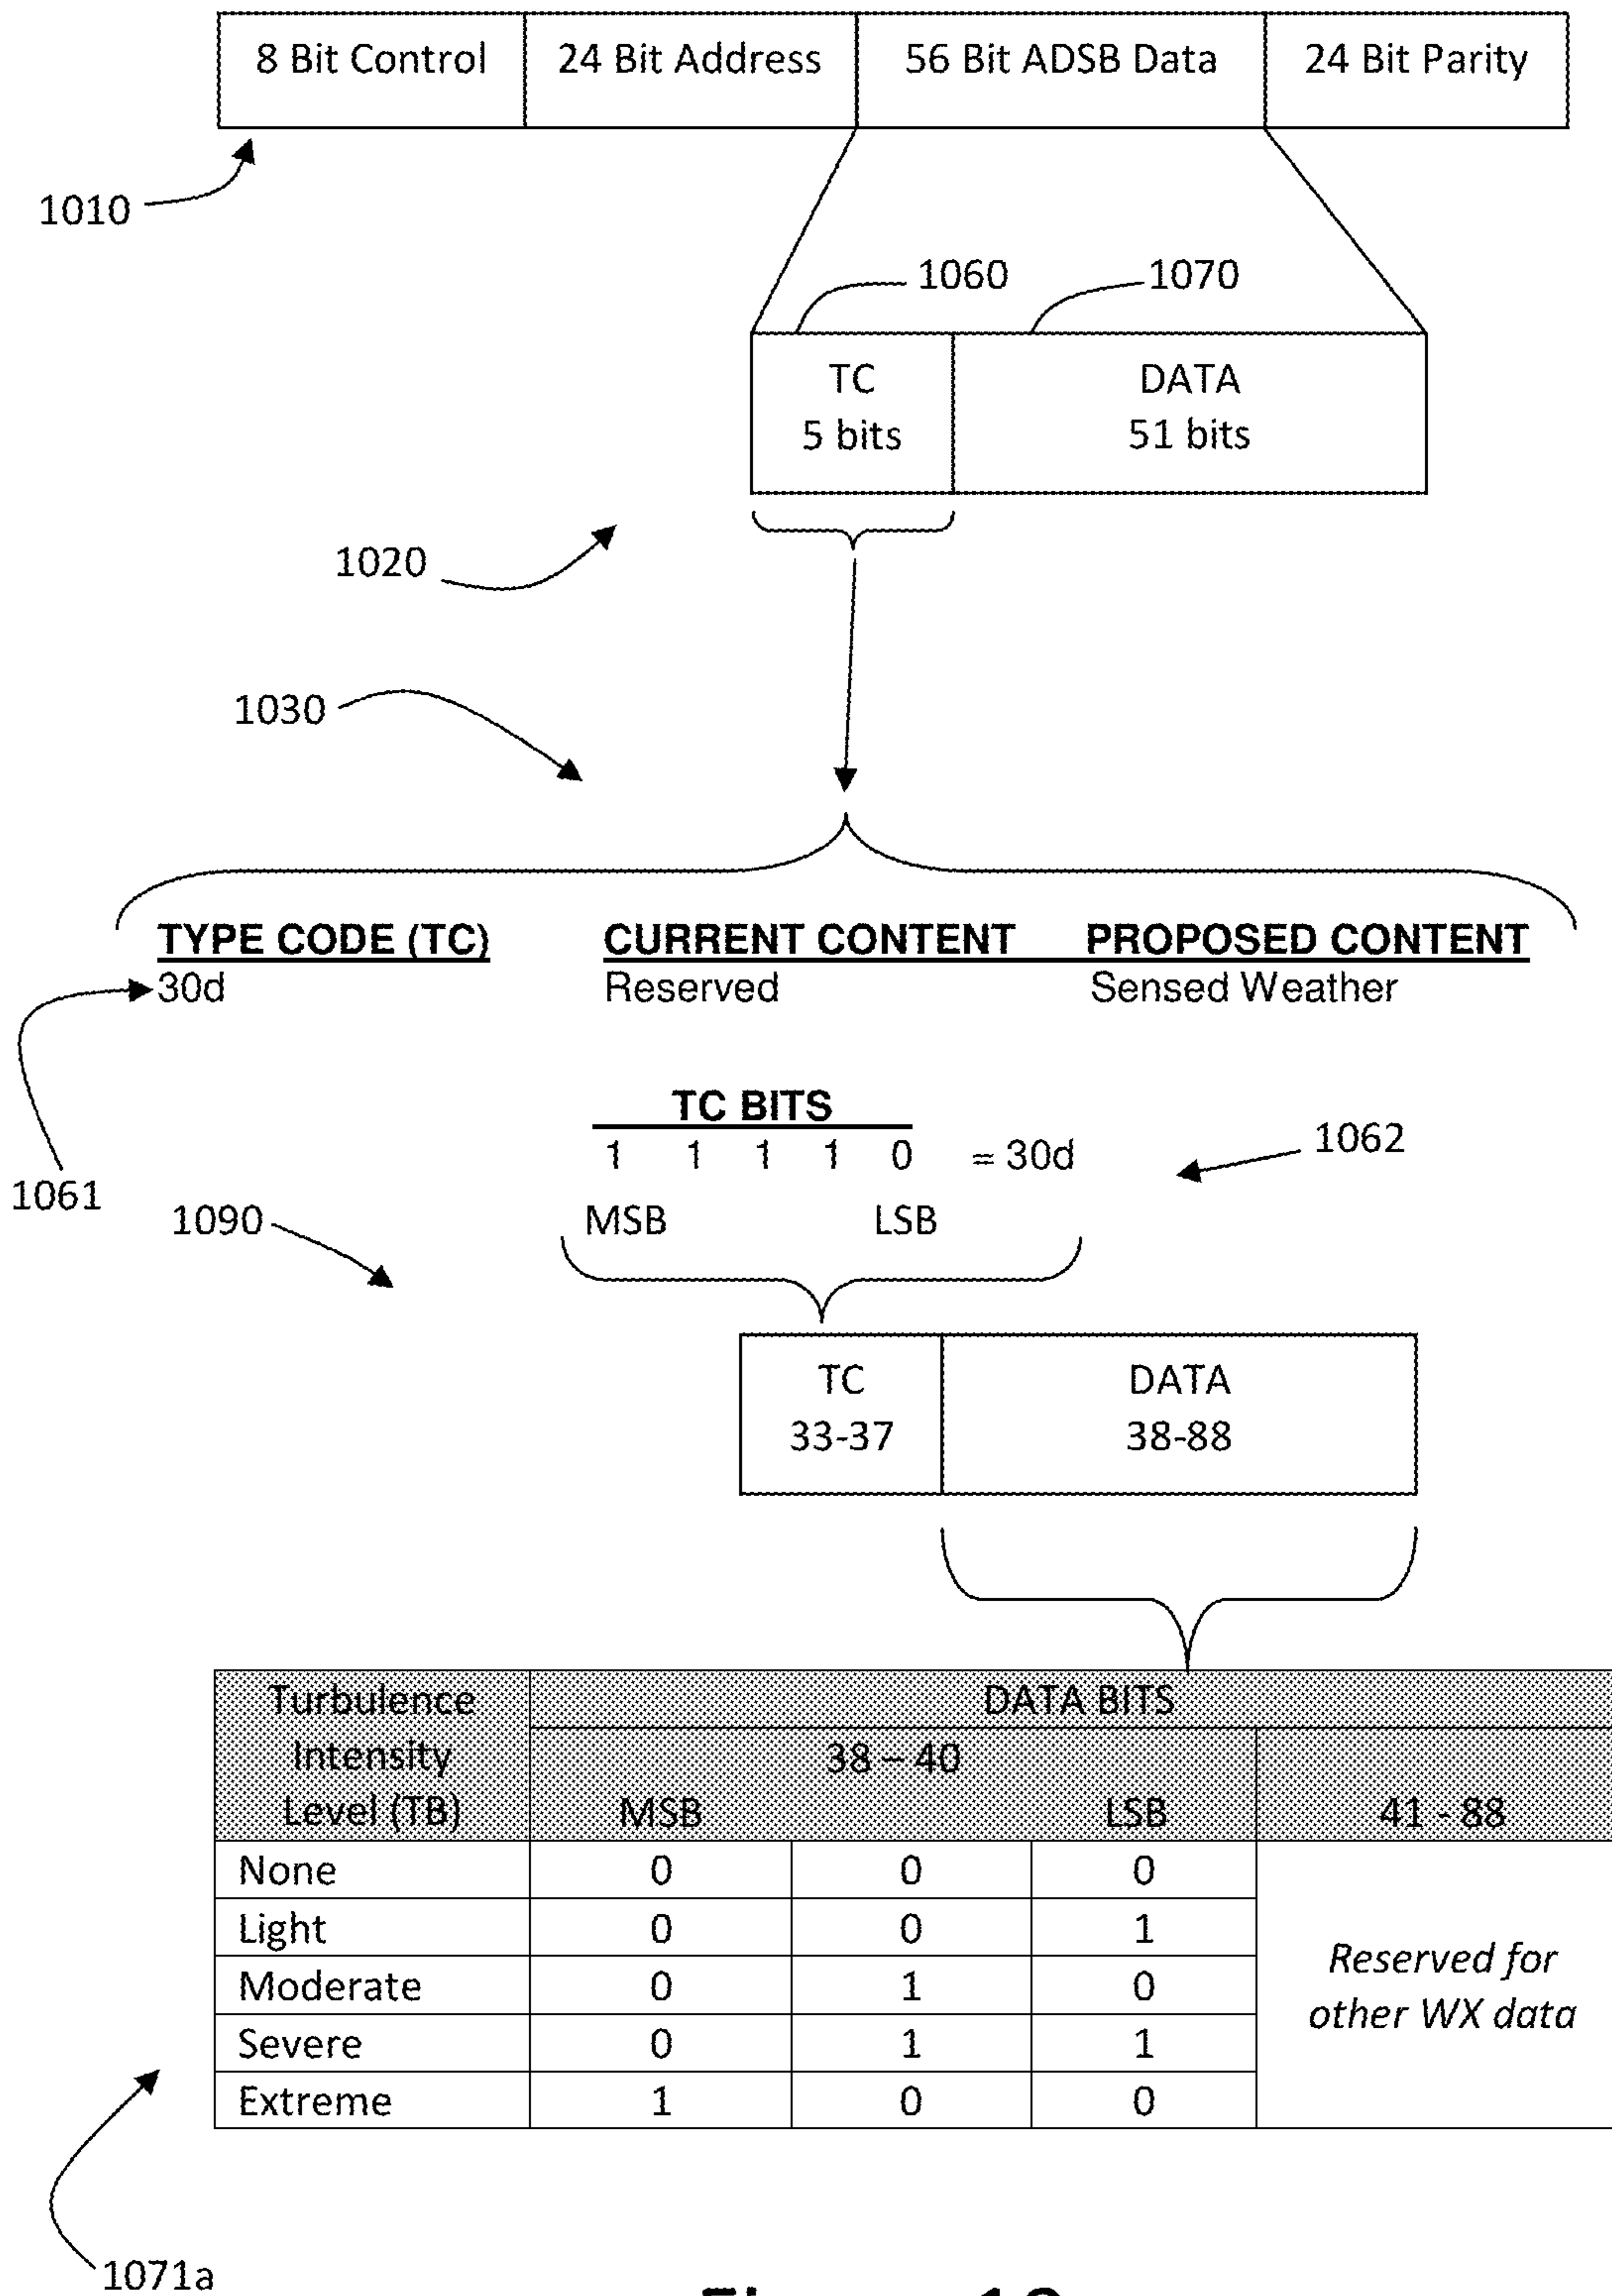 8 Bit Control 24 Bit Address 56 Bit ADSB Data 24 Bit Parity
1010
1060 1070
TC DATA
5 bits 51 bits
1020
1030
TYPE CODE (TC) CURRENT CONTENT PROPOSED CONTENT
30d Reserved Sensed Weather
TC BITS
1 1 1 1 0 = 30d
1062
1061
MSB LSB
1090
TC DATA
33-37 38-88
Turbulence Intensity Level (TB) DATA BITS
38 – 40
MSB LSB 41 - 88
None 0 0 0
Light 0 0 1
Moderate 0 1 0
Severe 0 1 1
Extreme 1 0 0
Reserved for
other WX data
1071a